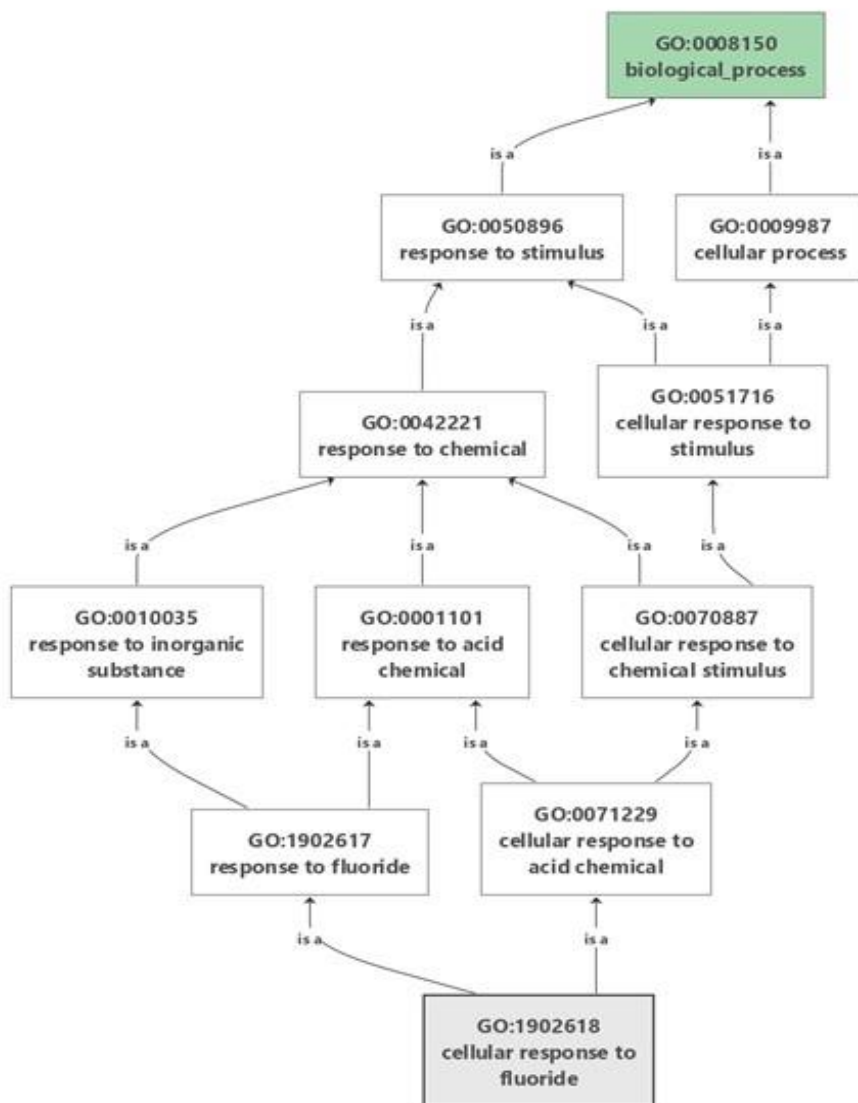 GO:0008150
biological_process
is a
is a
GO:0050896
response to stimulus
GO:0009987
cellular process
is a
is a
is a
GO:0042221
response to chemical
GO:0051716
cellular response to
stimulus
is a
is a
is a
is a
GO:0010035
response to inorganic
substance
GO:0001101
response to acid
chemical
GO:0070887
cellular response to
chemical stimulus
is a
is a
is a
is a
GO:1902617
response to fluoride
GO:0071229
cellular response to
acid chemical
is a
is a
GO:1902618
cellular response to
fluoride